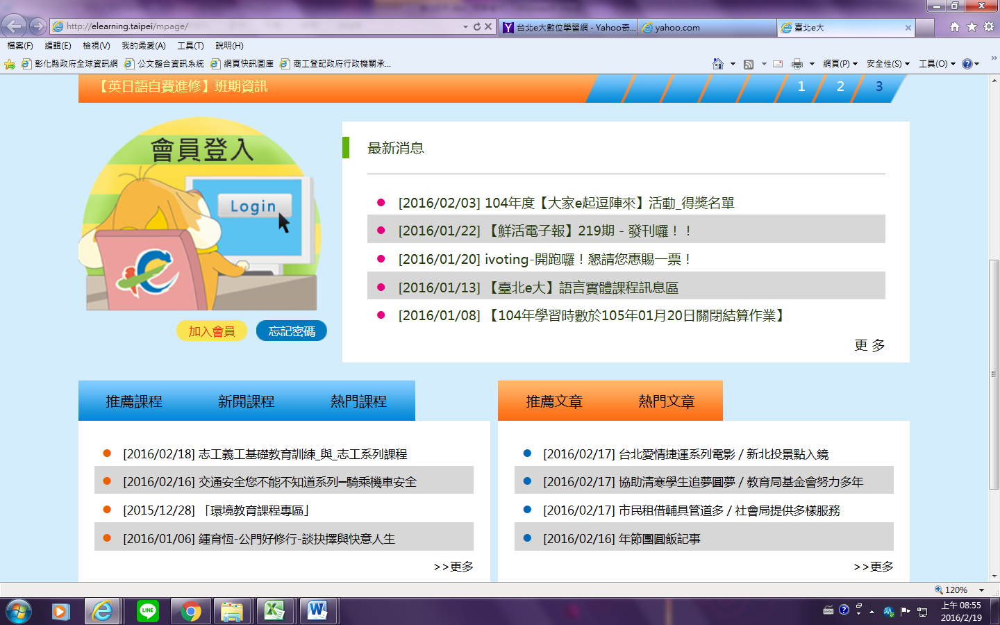 http://elearning.taipei/mpage/
台北e大數位學習網 - Yahoo奇...
yahoo.com
臺北e大
檔案(F) 編輯(E) 檢視(V) 我的最愛(A) 工具(T) 說明(H)
彰化縣政府全球資訊網 公文整合資訊系統 網頁快訊圖庫 商工登記政府行政機關承...
網頁(P) 安全性(S) 工具(O)
【英日語自費進修】班期資訊
1 2 3
會員登入
Login
加入會員 忘記密碼
最新消息
[2016/02/03] 104年度【大家e起逗陣來】活動_得獎名單
[2016/01/22] 【鮮活電子報】219期－發刊囉！！
[2016/01/20] ivoting-開跑囉！懇請您惠賜一票！
[2016/01/13] 【臺北e大】語言實體課程訊息區
[2016/01/08] 【104年學習時數於105年01月20日關閉結算作業】
更 多
推薦課程 新開課程 熱門課程
[2016/02/18] 志工義工基礎教育訓練_與_志工系列課程
[2016/02/16] 交通安全您不能不知道系列─騎乘機車安全
[2015/12/28] 「環境教育課程專區」
[2016/01/06] 鍾育恆-公門好修行-談抉擇與快意人生
>>更多
推薦文章 熱門文章
[2016/02/17] 台北愛情捷運系列電影 / 新北投景點入鏡
[2016/02/17] 協助清寒學生追夢圓夢 / 教育局基金會努力多年
[2016/02/17] 市民租借輔具管道多 / 社會局提供多樣服務
[2016/02/16] 年節團圓飯記事
>>更多
120%
LINE
上午 08:55
2016/2/19